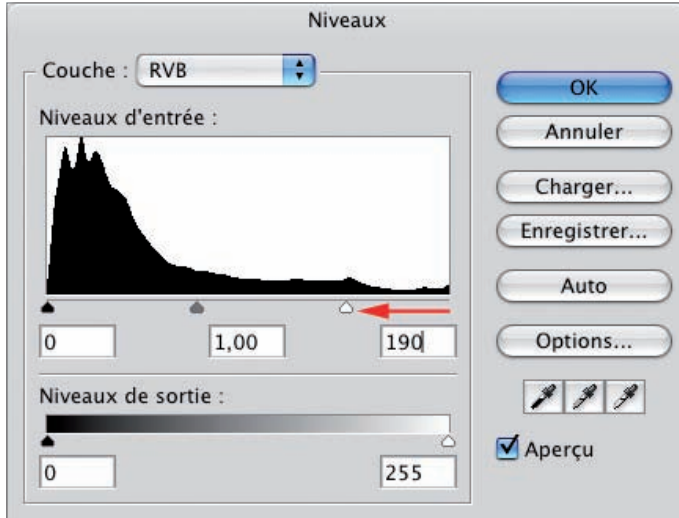 Niveaux
Couche : RVB
Niveaux d'entrée :
0 1,00 190
Niveaux de sortie :
0 255
OK
Annuler
Charger...
Enregistrer...
Auto
Options...
Aperçu